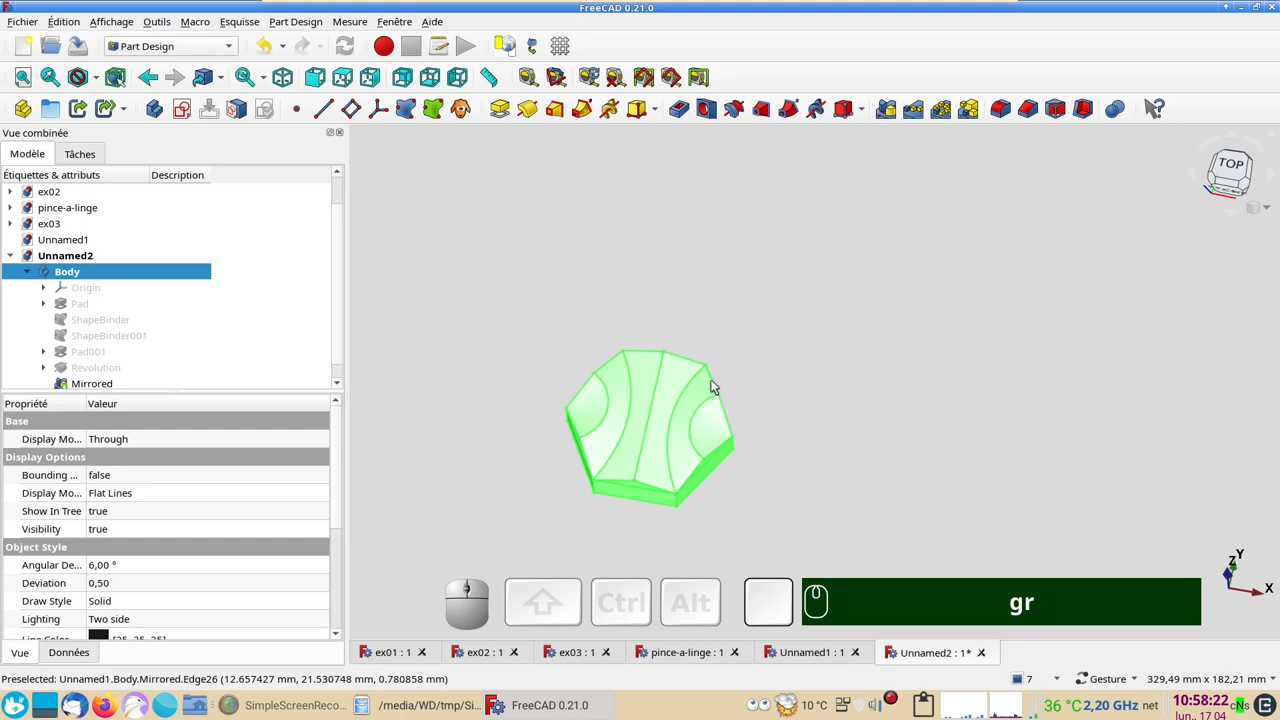 FreeCAD 0.21.0
Fichier Édition Affichage Outils Macro Esquisse Part Design Mesure Fenêtre Aide
Part Design
Vue combinée
Modèle Tâches
Étiquettes & attributs Description
ex02
pince-a-linge
ex03
Unnamed1
Unnamed2
Body
Origin
Pad
ShapeBinder
ShapeBinder001
Pad001
Revolution
Mirrored
Propriété Valeur
Base
Display Mo... Through
Display Options
Bounding ... false
Display Mo... Flat Lines
Show In Tree true
Visibility true
Object Style
Angular De... 6,00 °
Deviation 0,50
Draw Style Solid
Lighting Two side
Line Color [25, 25, 25]
Vue Données
TOP
Y
Z
X
Ctrl Alt gr
ex01 : 1 ex02 : 1 ex03 : 1 pince-a-linge : 1 Unnamed1 : 1 Unnamed2 : 1*
Preselected: Unnamed1.Body.Mirrored.Edge26 (12.657427 mm, 21.530748 mm, 0.780858 mm) 7 Gesture 329,49 mm x 182,21 mm
SimpleScreenReco... /media/WD/tmp/Si... FreeCAD 0.21.0 10 °C 36 °C 2,20 GHz net 10:58:22 lun.. 17.04